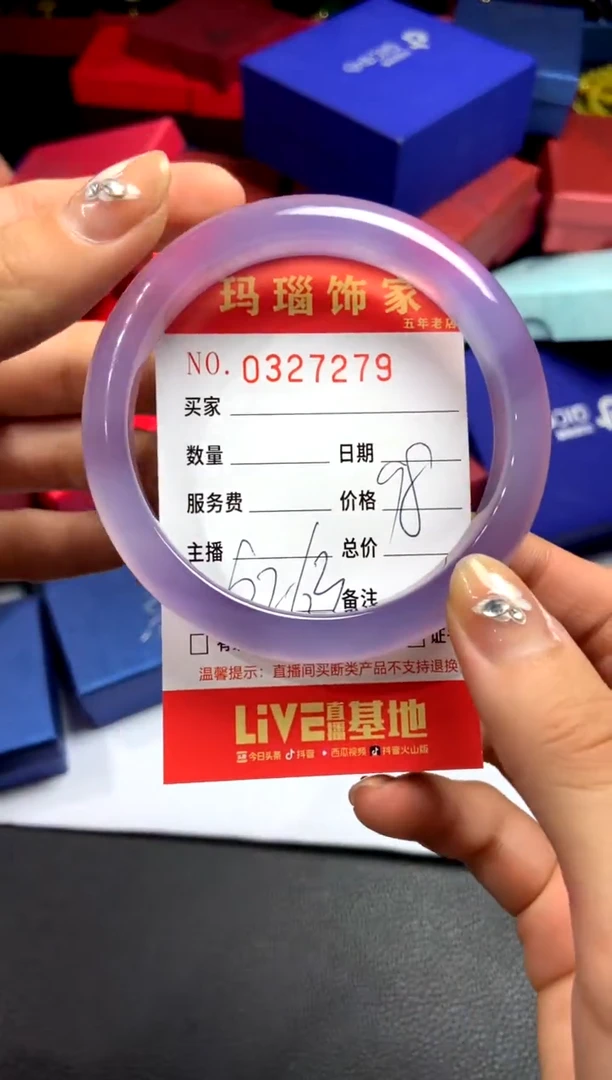 玛瑙饰家
五年老店
NO. 0327279
买家
数量 日期
服务费 价格 98
主播 总价
52/53 备注
温馨提示：直播间买断类产品不支持退换
LiVE直播基地
今日头条 抖音 西瓜视频 抖音火山版